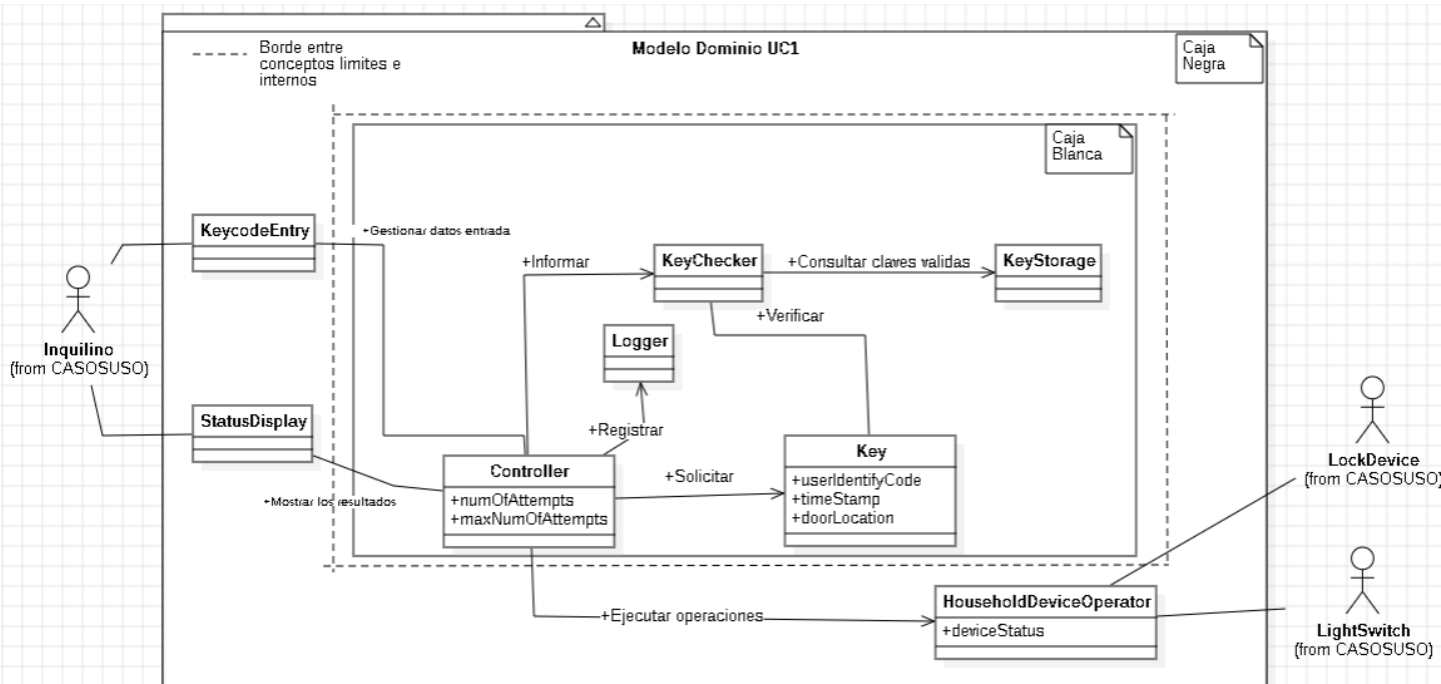 Borde entre
conceptos limites e
internos
Modelo Dominio UC1
Caja
Negra
Caja
Blanca
KeycodeEntry
+Gestionar datos entrada
+Informar
KeyChecker
+Consultar claves validas
KeyStorage
+Verificar
Logger
Inquilino
(from CASOSUSO)
StatusDisplay
+Registrar
Controller
+numOfAttempts
+maxNumOfAttempts
+Mostrar los resultados
+Solicitar
Key
+userIdentifyCode
+timeStamp
+doorLocation
LockDevice
(from CASOSUSO)
+Ejecutar operaciones
HouseholdDeviceOperator
+deviceStatus
LightSwitch
(from CASOSUSO)